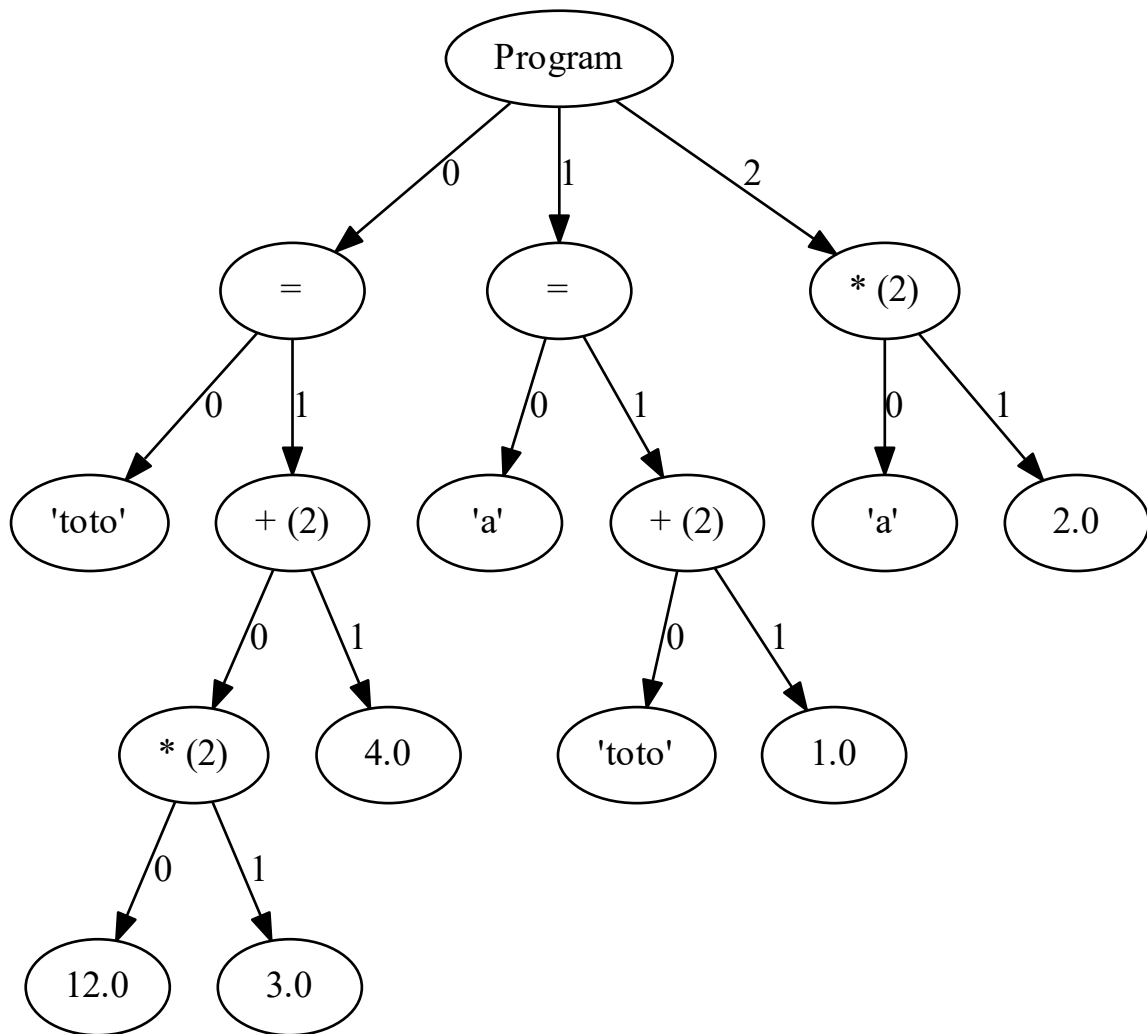 Program
0 1 2
= = * (2)
0 1 0 1 0 1
'toto' + (2) 'a' + (2) 'a' 2.0
0 1 0 1
* (2) 4.0 'toto' 1.0
0 1
12.0 3.0